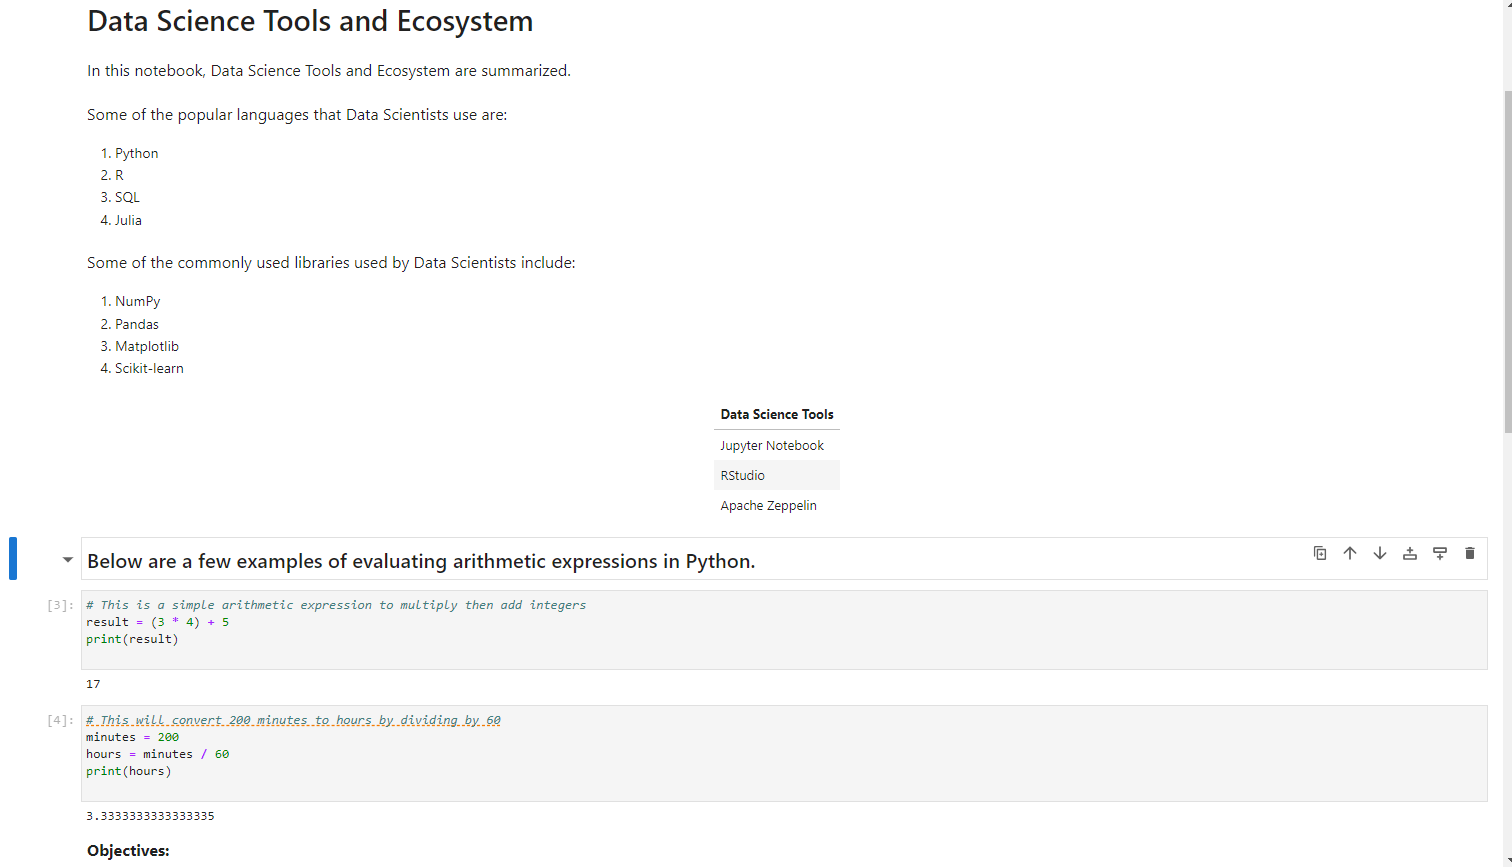 Data Science Tools and Ecosystem
In this notebook, Data Science Tools and Ecosystem are summarized.
Some of the popular languages that Data Scientists use are:
1. Python
2. R
3. SQL
4. Julia
Some of the commonly used libraries used by Data Scientists include:
1. NumPy
2. Pandas
3. Matplotlib
4. Scikit-learn
Data Science Tools
Jupyter Notebook
RStudio
Apache Zeppelin
Below are a few examples of evaluating arithmetic expressions in Python.
[3]: # This is a simple arithmetic expression to multiply then add integers
result = (3 * 4) + 5
print(result)
17
[4]: # This will convert 200 minutes to hours by dividing by 60
minutes = 200
hours = minutes / 60
print(hours)
3.3333333333333335
Objectives: